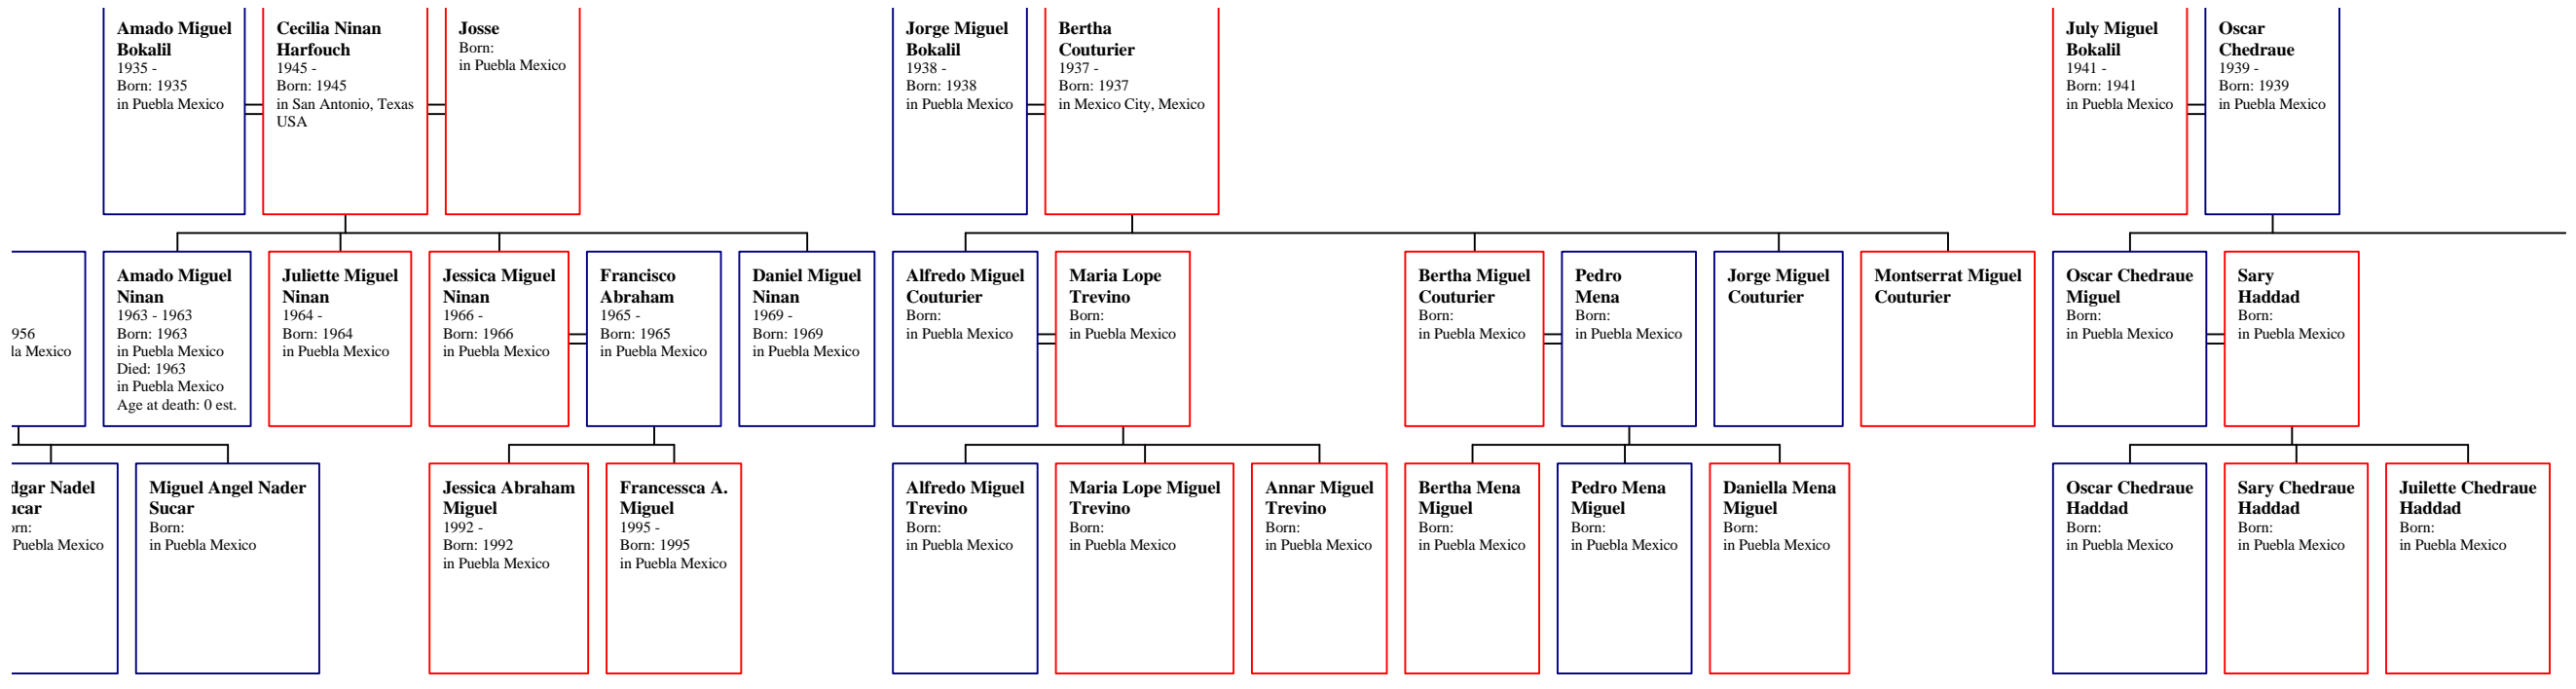 Amado Miguel
Bokalil
1935 -
Born: 1935
in Puebla Mexico
Cecilia Ninan
Harfouch
1945 -
Born: 1945
in San Antonio, Texas
USA
Josse
Born:
in Puebla Mexico
Jorge Miguel
Bokalil
1938 -
Born: 1938
in Puebla Mexico
Bertha
Couturier
1937 -
Born: 1937
in Mexico City, Mexico
July Miguel
Bokalil
1941 -
Born: 1941
in Puebla Mexico
Oscar
Chedraue
1939 -
Born: 1939
in Puebla Mexico
956
la Mexico
Amado Miguel
Ninan
1963 - 1963
Born: 1963
in Puebla Mexico
Died: 1963
in Puebla Mexico
Age at death: 0 est.
Juliette Miguel
Ninan
1964 -
Born: 1964
in Puebla Mexico
Jessica Miguel
Ninan
1966 -
Born: 1966
in Puebla Mexico
Francisco
Abraham
1965 -
Born: 1965
in Puebla Mexico
Daniel Miguel
Ninan
1969 -
Born: 1969
in Puebla Mexico
Alfredo Miguel
Couturier
Born:
in Puebla Mexico
Maria Lope
Trevino
Born:
in Puebla Mexico
Bertha Miguel
Couturier
Born:
in Puebla Mexico
Pedro
Mena
Born:
in Puebla Mexico
Jorge Miguel
Couturier
Montserrat Miguel
Couturier
Oscar Chedraue
Miguel
Born:
in Puebla Mexico
Sary
Haddad
Born:
in Puebla Mexico
dgar Nadel
ucar
orn:
Puebla Mexico
Miguel Angel Nader
Sucar
Born:
in Puebla Mexico
Jessica Abraham
Miguel
1992 -
Born: 1992
in Puebla Mexico
Francessca A.
Miguel
1995 -
Born: 1995
in Puebla Mexico
Alfredo Miguel
Trevino
Born:
in Puebla Mexico
Maria Lope Miguel
Trevino
Born:
in Puebla Mexico
Annar Miguel
Trevino
Born:
in Puebla Mexico
Bertha Mena
Miguel
Born:
in Puebla Mexico
Pedro Mena
Miguel
Born:
in Puebla Mexico
Daniella Mena
Miguel
Born:
in Puebla Mexico
Oscar Chedraue
Haddad
Born:
in Puebla Mexico
Sary Chedraue
Haddad
Born:
in Puebla Mexico
Juilette Chedraue
Haddad
Born:
in Puebla Mexico